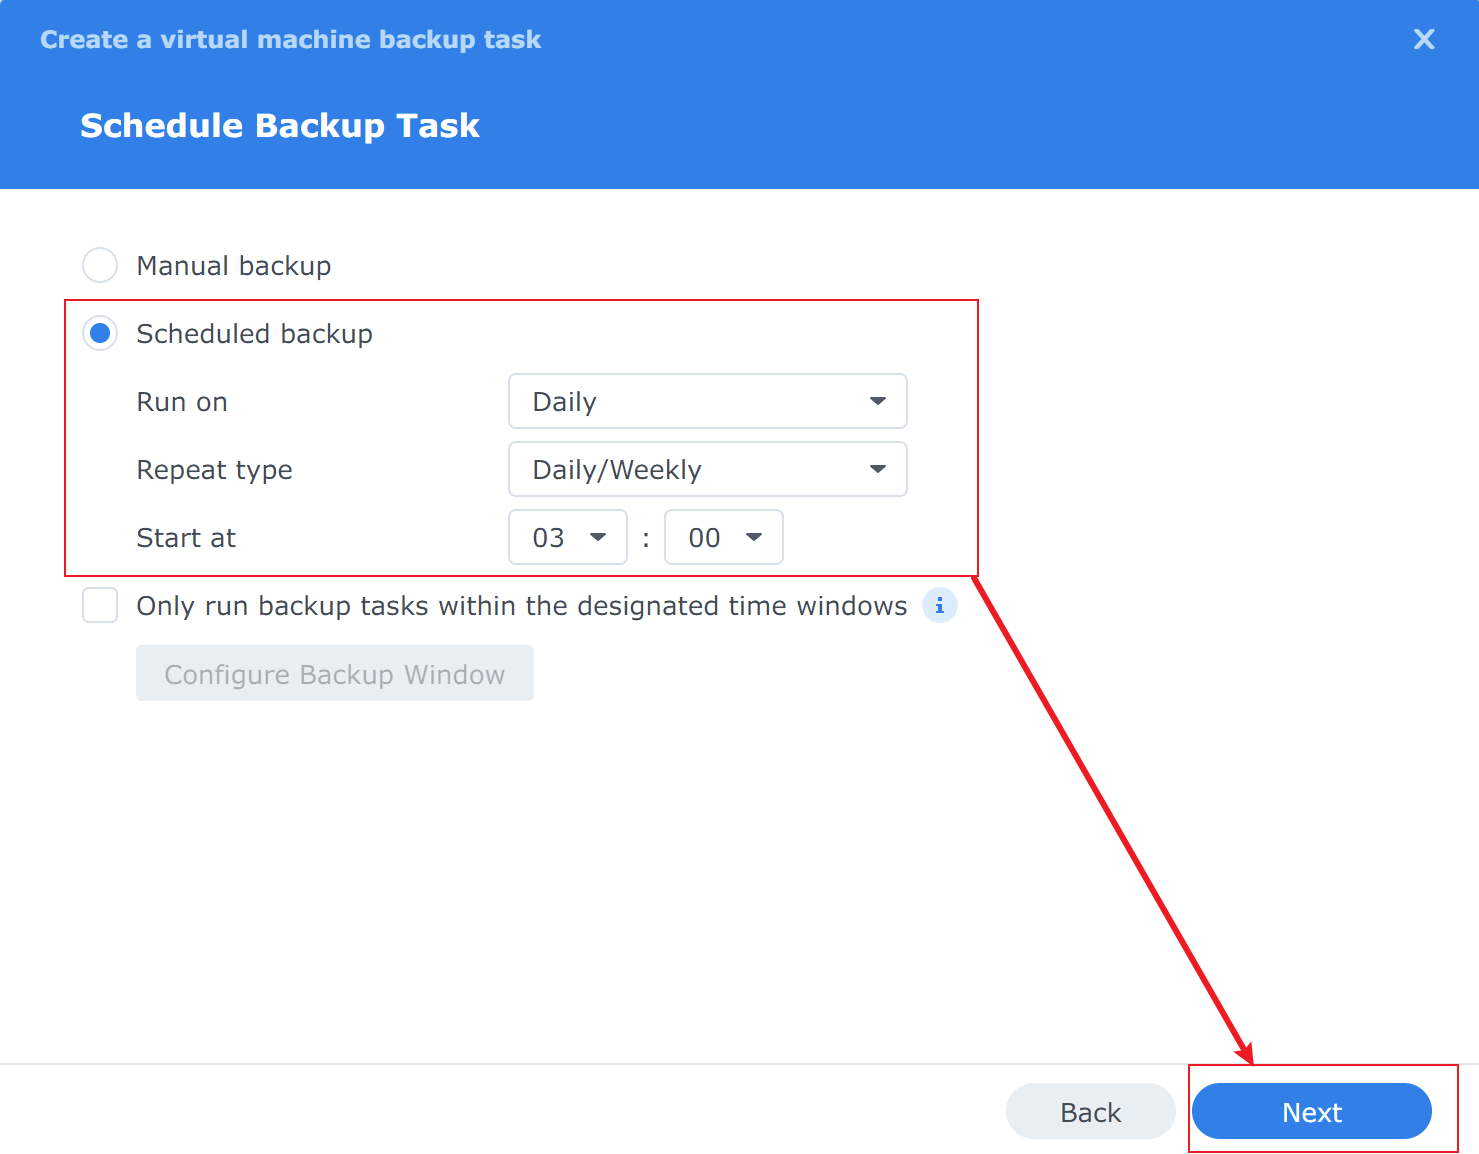 Create a virtual machine backup task
Schedule Backup Task
Manual backup
Scheduled backup
Run on Daily
Repeat type Daily/Weekly
Start at 03 : 00
Only run backup tasks within the designated time windows
Configure Backup Window
Back Next